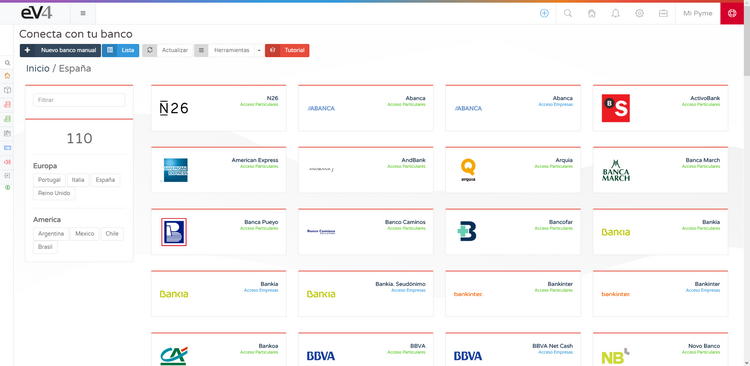 eV4
Mi Pyme
Conecta con tu banco
Nuevo banco manual
Lista
Actualizar
Herramientas
Tutorial
Inicio / España
Filtrar
110
Europa
Portugal
Italia
España
Reino Unido
America
Argentina
Mexico
Chile
Brasil
N26
N26
Acceso Particulares
ABANCA
Abanca
Acceso Particulares
ABANCA
Abanca
Acceso Empresas
B S
ActivoBank
Acceso Particulares
AMERICAN EXPRESS
American Express
Acceso Particulares
AndBank
Acceso Particulares
arquia
Arquia
Acceso Particulares
BANCA
MARCH
Banca March
Acceso Particulares
Banca Pueyo
Acceso Particulares
Banco Caminos
Banco Caminos
Acceso Particulares
Bancofar
Acceso Particulares
Bankia
Bankia
Acceso Particulares
Bankia
Bankia
Acceso Empresas
Bankia
Bankia. Seudónimo
Acceso Empresas
bankinter
Bankinter
Acceso Particulares
bankinter
Bankinter
Acceso Empresas
CA
Bankoa
Acceso Particulares
BBVA
BBVA
Acceso Particulares
BBVA
BBVA Net Cash
Acceso Empresas
NB
Novo Banco
Acceso Particulares